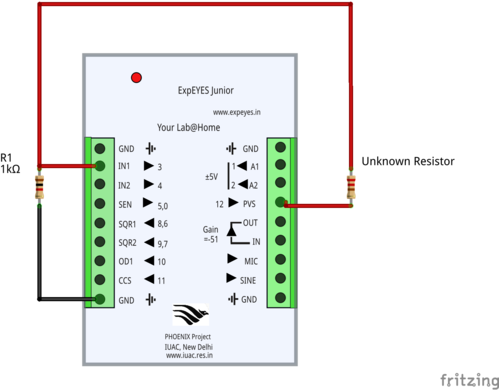 ExpEYES Junior
www.expeyes.in
Your Lab@Home
R1
1kΩ
Unknown Resistor
GND
IN1 3
IN2 4
SEN 5,0
SQR1 8,6
SQR2 9,7
OD1 10
CCS 11
GND
GND
±5V
1 A1
2 A2
12 PVS
Gain
=-51
OUT
IN
MIC
SINE
GND
PHOENIX Project
IUAC, New Delhi
www.iuac.res.in
fritzing